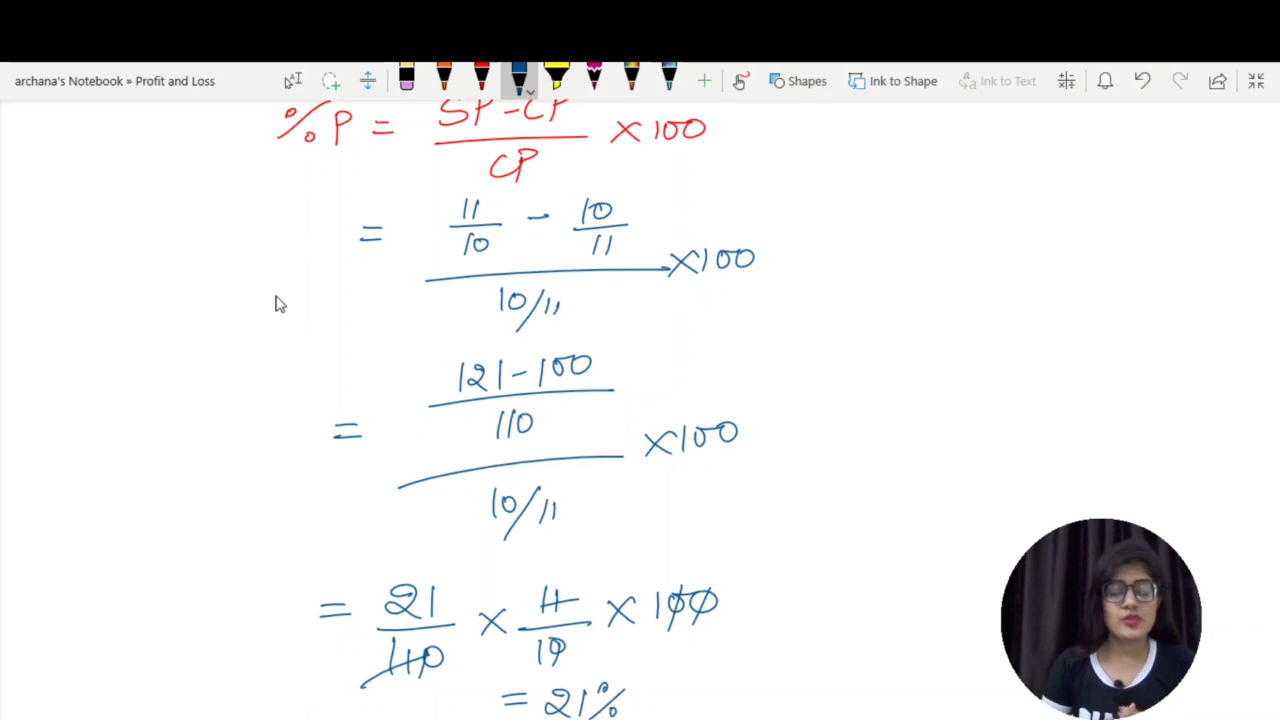 archana's Notebook » Profit and Loss
Shapes
Ink to Shape
Ink to Text
% P = SP - CP / CP × 100
= 11/10 - 10/11 / 10/11 × 100
= 121 - 100 / 110 / 10/11 × 100
= 21/110 × 11/10 × 100
= 21%